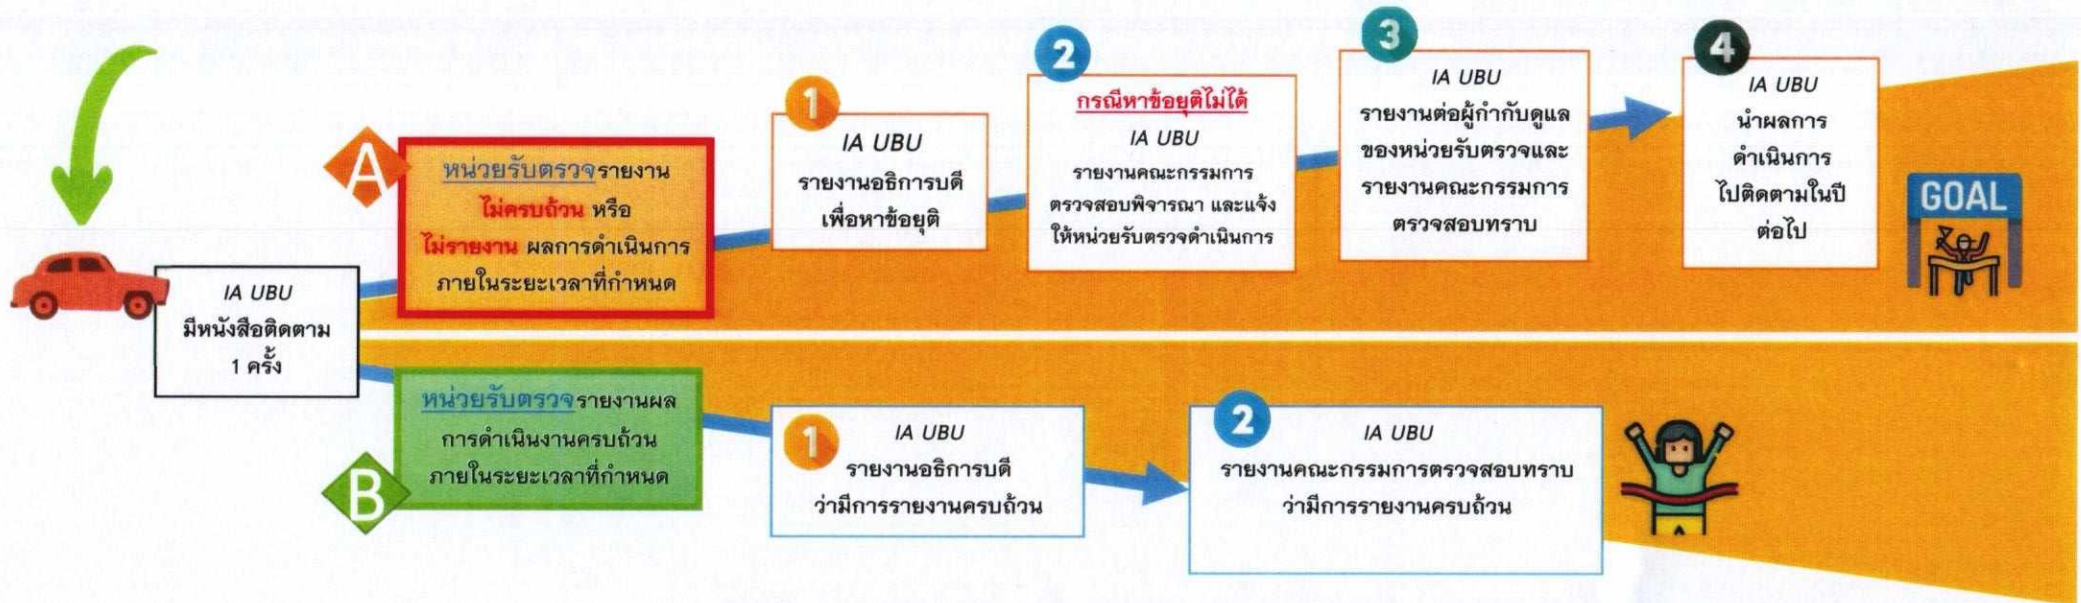 IA UBU
มีหนังสือติดตาม
1 ครั้ง
A
หน่วยรับตรวจรายงาน
ไม่ครบถ้วน หรือ
ไม่รายงาน ผลการดำเนินการ
ภายในระยะเวลาที่กำหนด
1
IA UBU
รายงานอธิการบดี
เพื่อหาข้อยุติ
2
กรณีหาข้อยุติไม่ได้
IA UBU
รายงานคณะกรรมการ
ตรวจสอบพิจารณา และแจ้ง
ให้หน่วยรับตรวจดำเนินการ
3
IA UBU
รายงานต่อผู้กำกับดูแล
ของหน่วยรับตรวจและ
รายงานคณะกรรมการ
ตรวจสอบทราบ
4
IA UBU
นำผลการ
ดำเนินการ
ไปติดตามในปี
ต่อไป
GOAL
B
หน่วยรับตรวจรายงานผล
การดำเนินงานครบถ้วน
ภายในระยะเวลาที่กำหนด
1
IA UBU
รายงานอธิการบดี
ว่ามีการรายงานครบถ้วน
2
IA UBU
รายงานคณะกรรมการตรวจสอบทราบ
ว่ามีการรายงานครบถ้วน